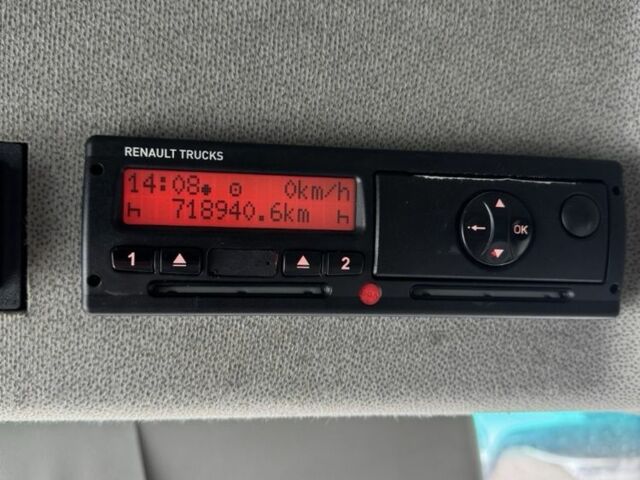 RENAULT TRUCKS
14:08 0km/h
718940.6km
1 2
OK